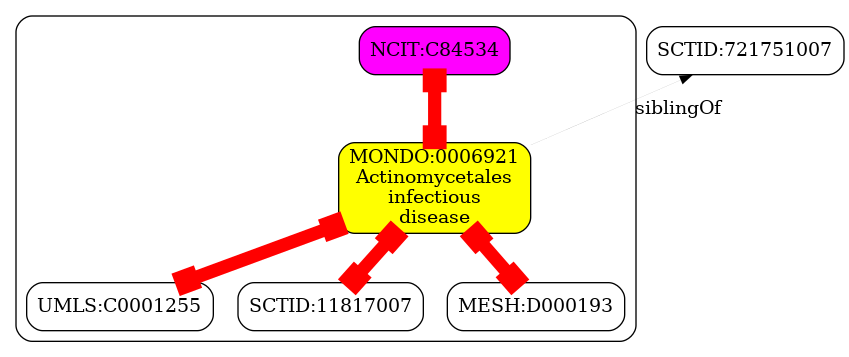 NCIT:C84534
SCTID:721751007
siblingOf
MONDO:0006921
Actinomycetales
infectious
disease
UMLS:C0001255
SCTID:11817007
MESH:D000193